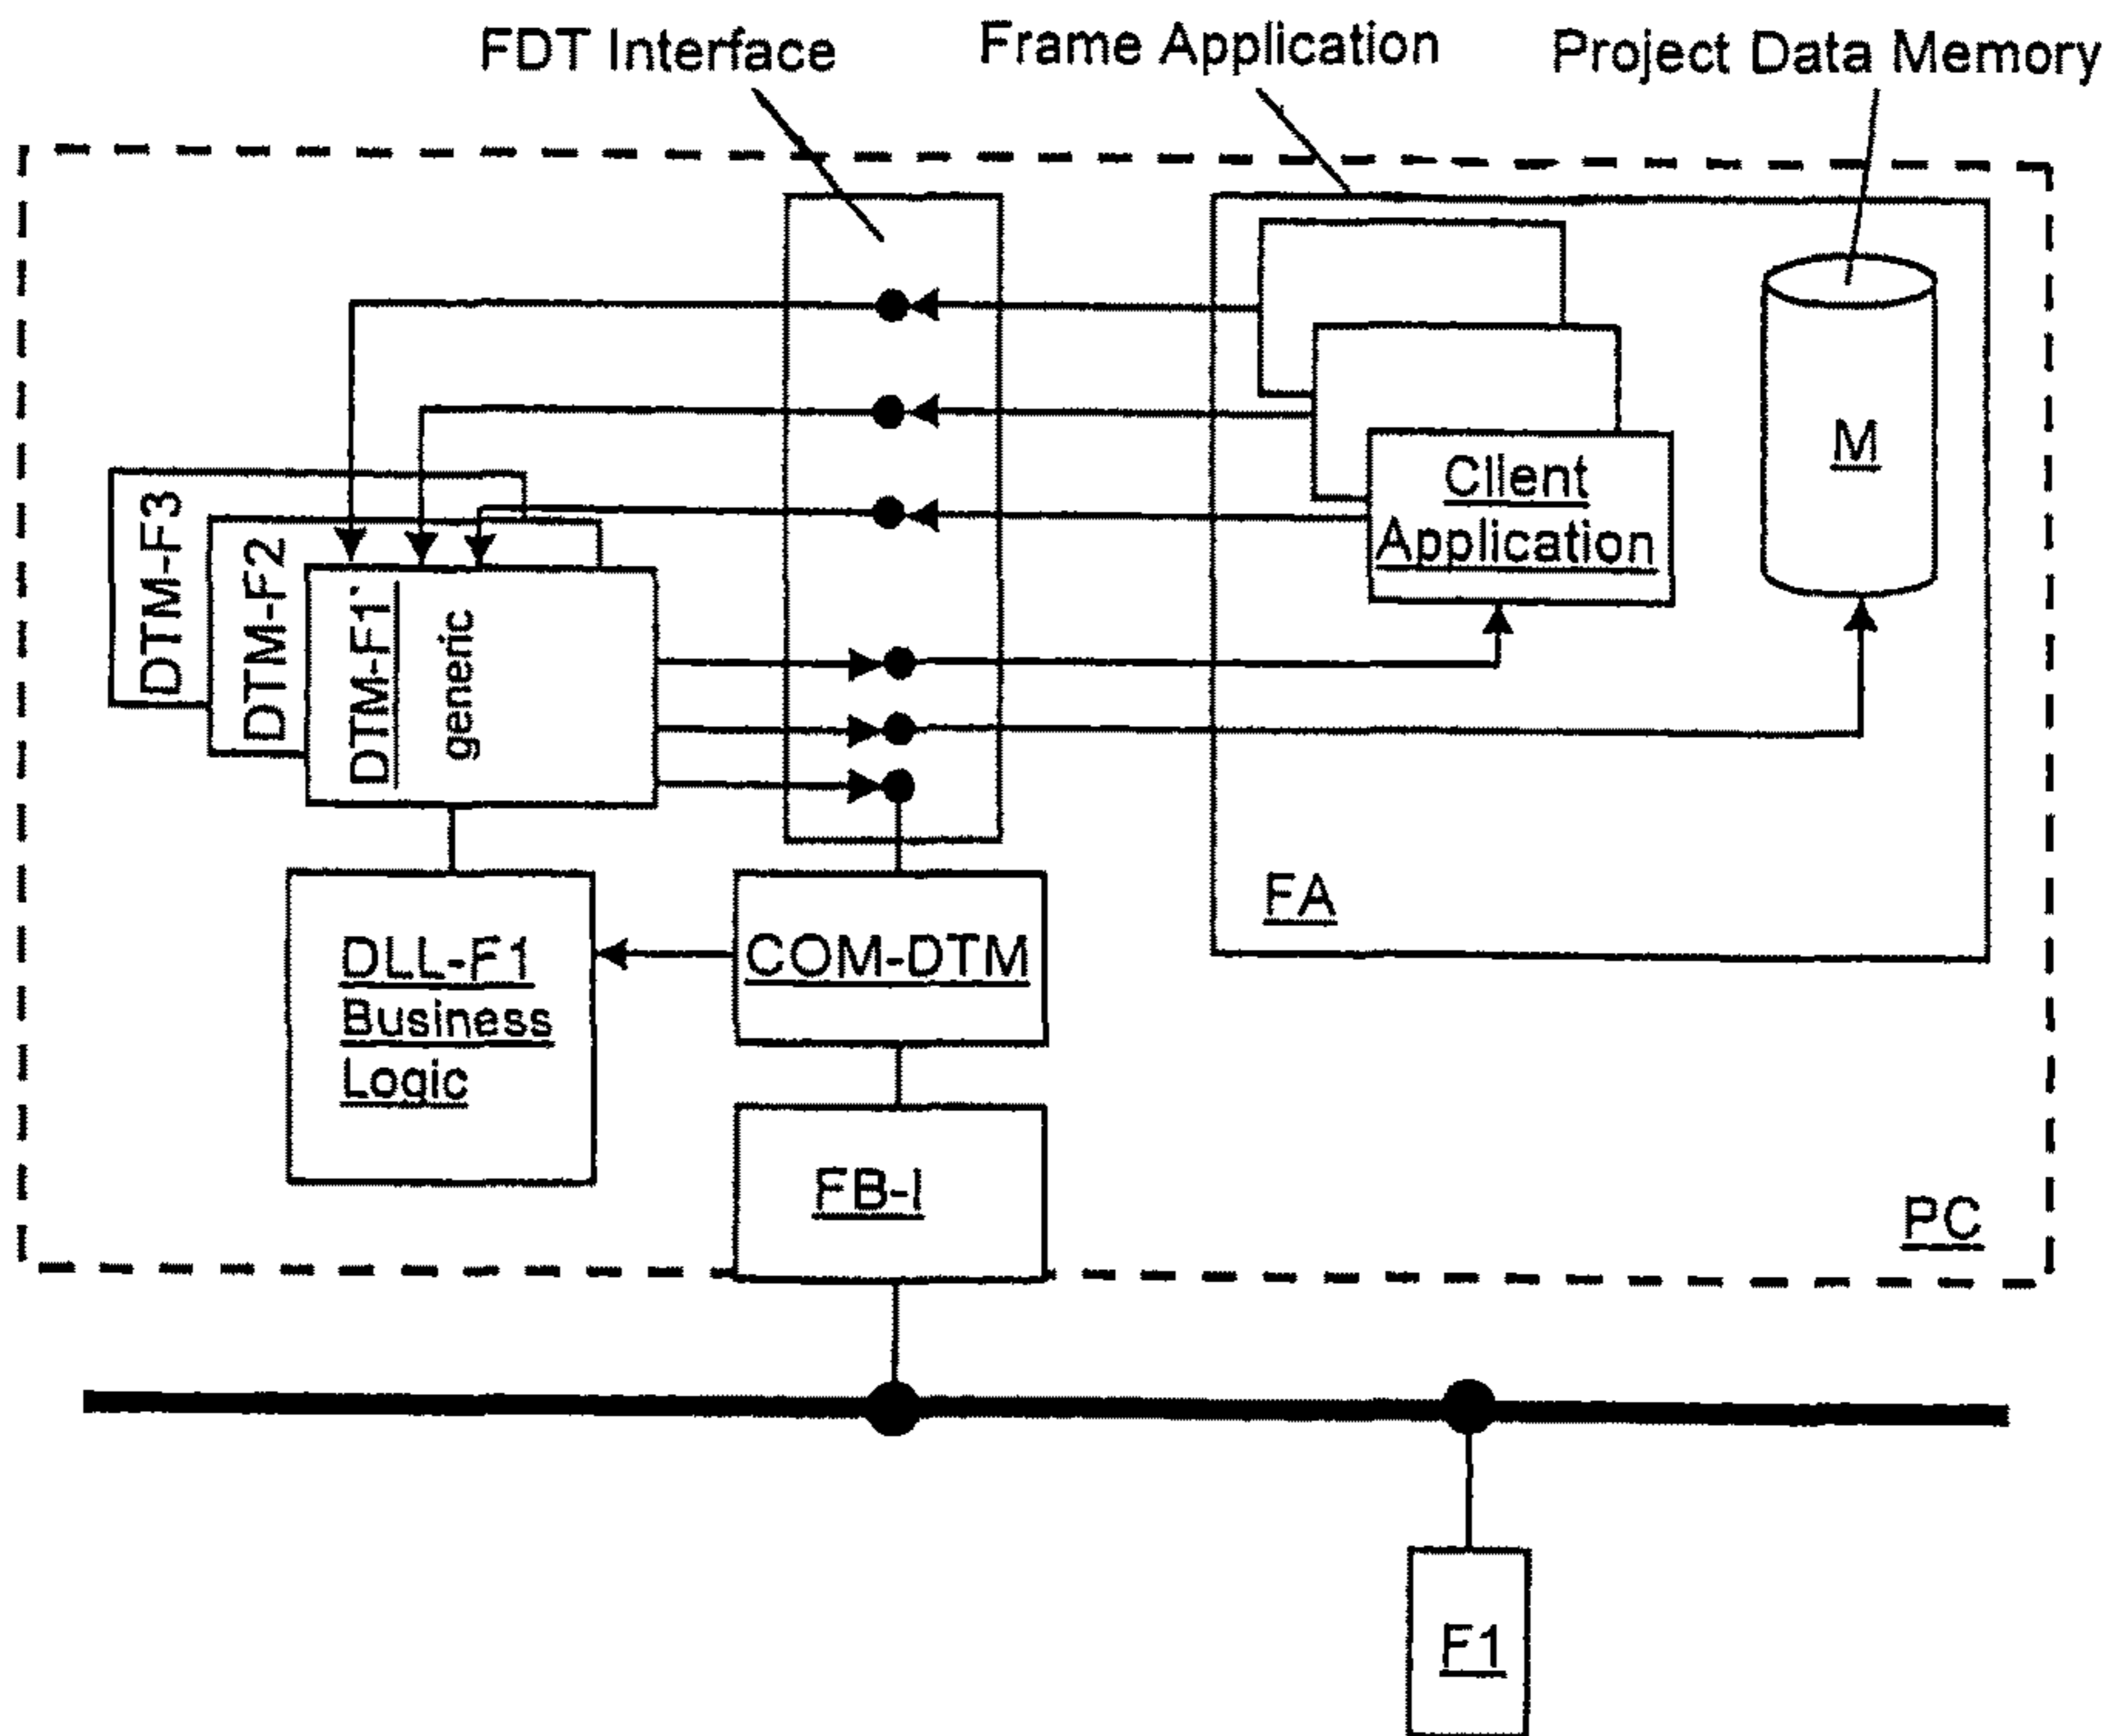 FDT Interface
Frame Application
Project Data Memory
Client
Application
M
DTM-F3
DTM-F2
DTM-F1`
generic
FA
DLL-F1
Business
Logic
COM-DTM
FB-I
PC
F1